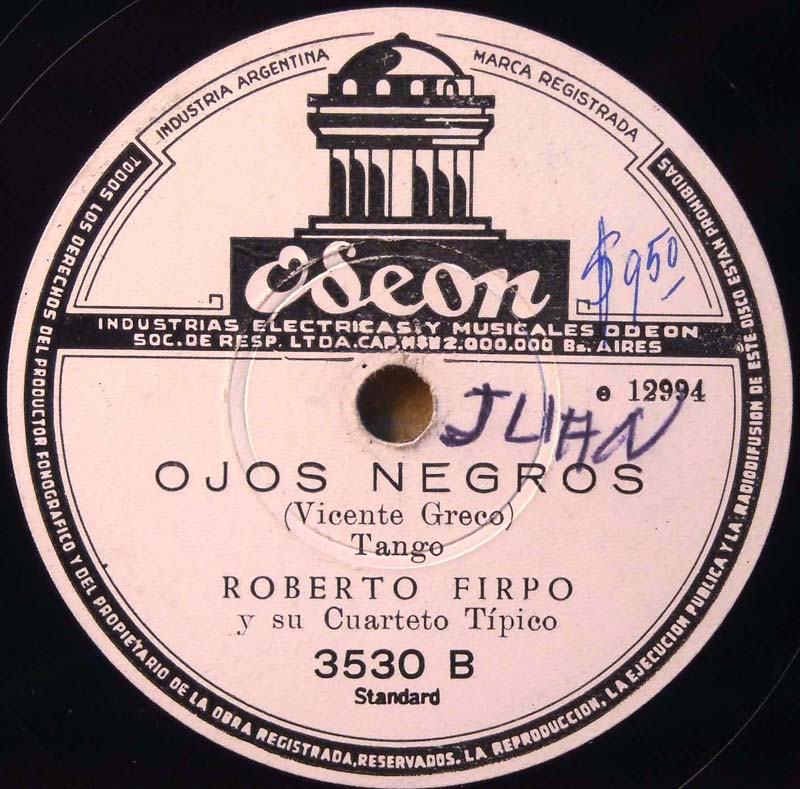 INDUSTRIA ARGENTINA
MARCA REGISTRADA
Odeon
$950
INDUSTRIAS ELECTRICAS Y MUSICALES ODEON
SOC. DE RESP. LTDA. CAP. M$N 2.000.000 Bs. AIRES
e 12994
JULIAN
OJOS NEGROS
(Vicente Greco)
Tango
ROBERTO FIRPO
y su Cuarteto Típico
3530 B
Standard
TODOS LOS DERECHOS DEL PRODUCTOR FONOGRAFICO Y DEL PROPIETARIO DE LA OBRA REGISTRADA, RESERVADOS. LA REPRODUCCION, LA EJECUCION PUBLICA Y LA RADIODIFUSION DE ESTE DISCO ESTAN PROHIBIDAS